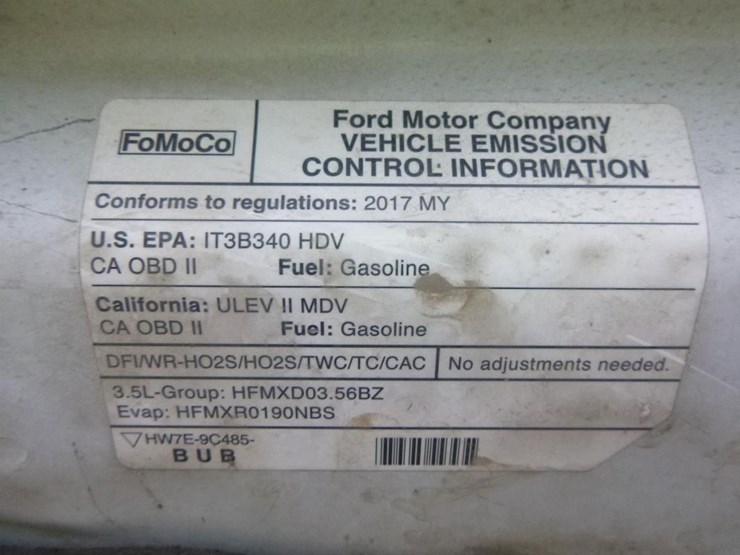 FoMoCo
Ford Motor Company
VEHICLE EMISSION
CONTROL INFORMATION
Conforms to regulations: 2017 MY
U.S. EPA: IT3B340 HDV
CA OBD II Fuel: Gasoline
California: ULEV II MDV
CA OBD II Fuel: Gasoline
DFI/WR-HO2S/HO2S/TWC/TC/CAC No adjustments needed.
3.5L-Group: HFMXD03.56BZ
Evap: HFMXR0190NBS
HW7E-9C485-
BUB